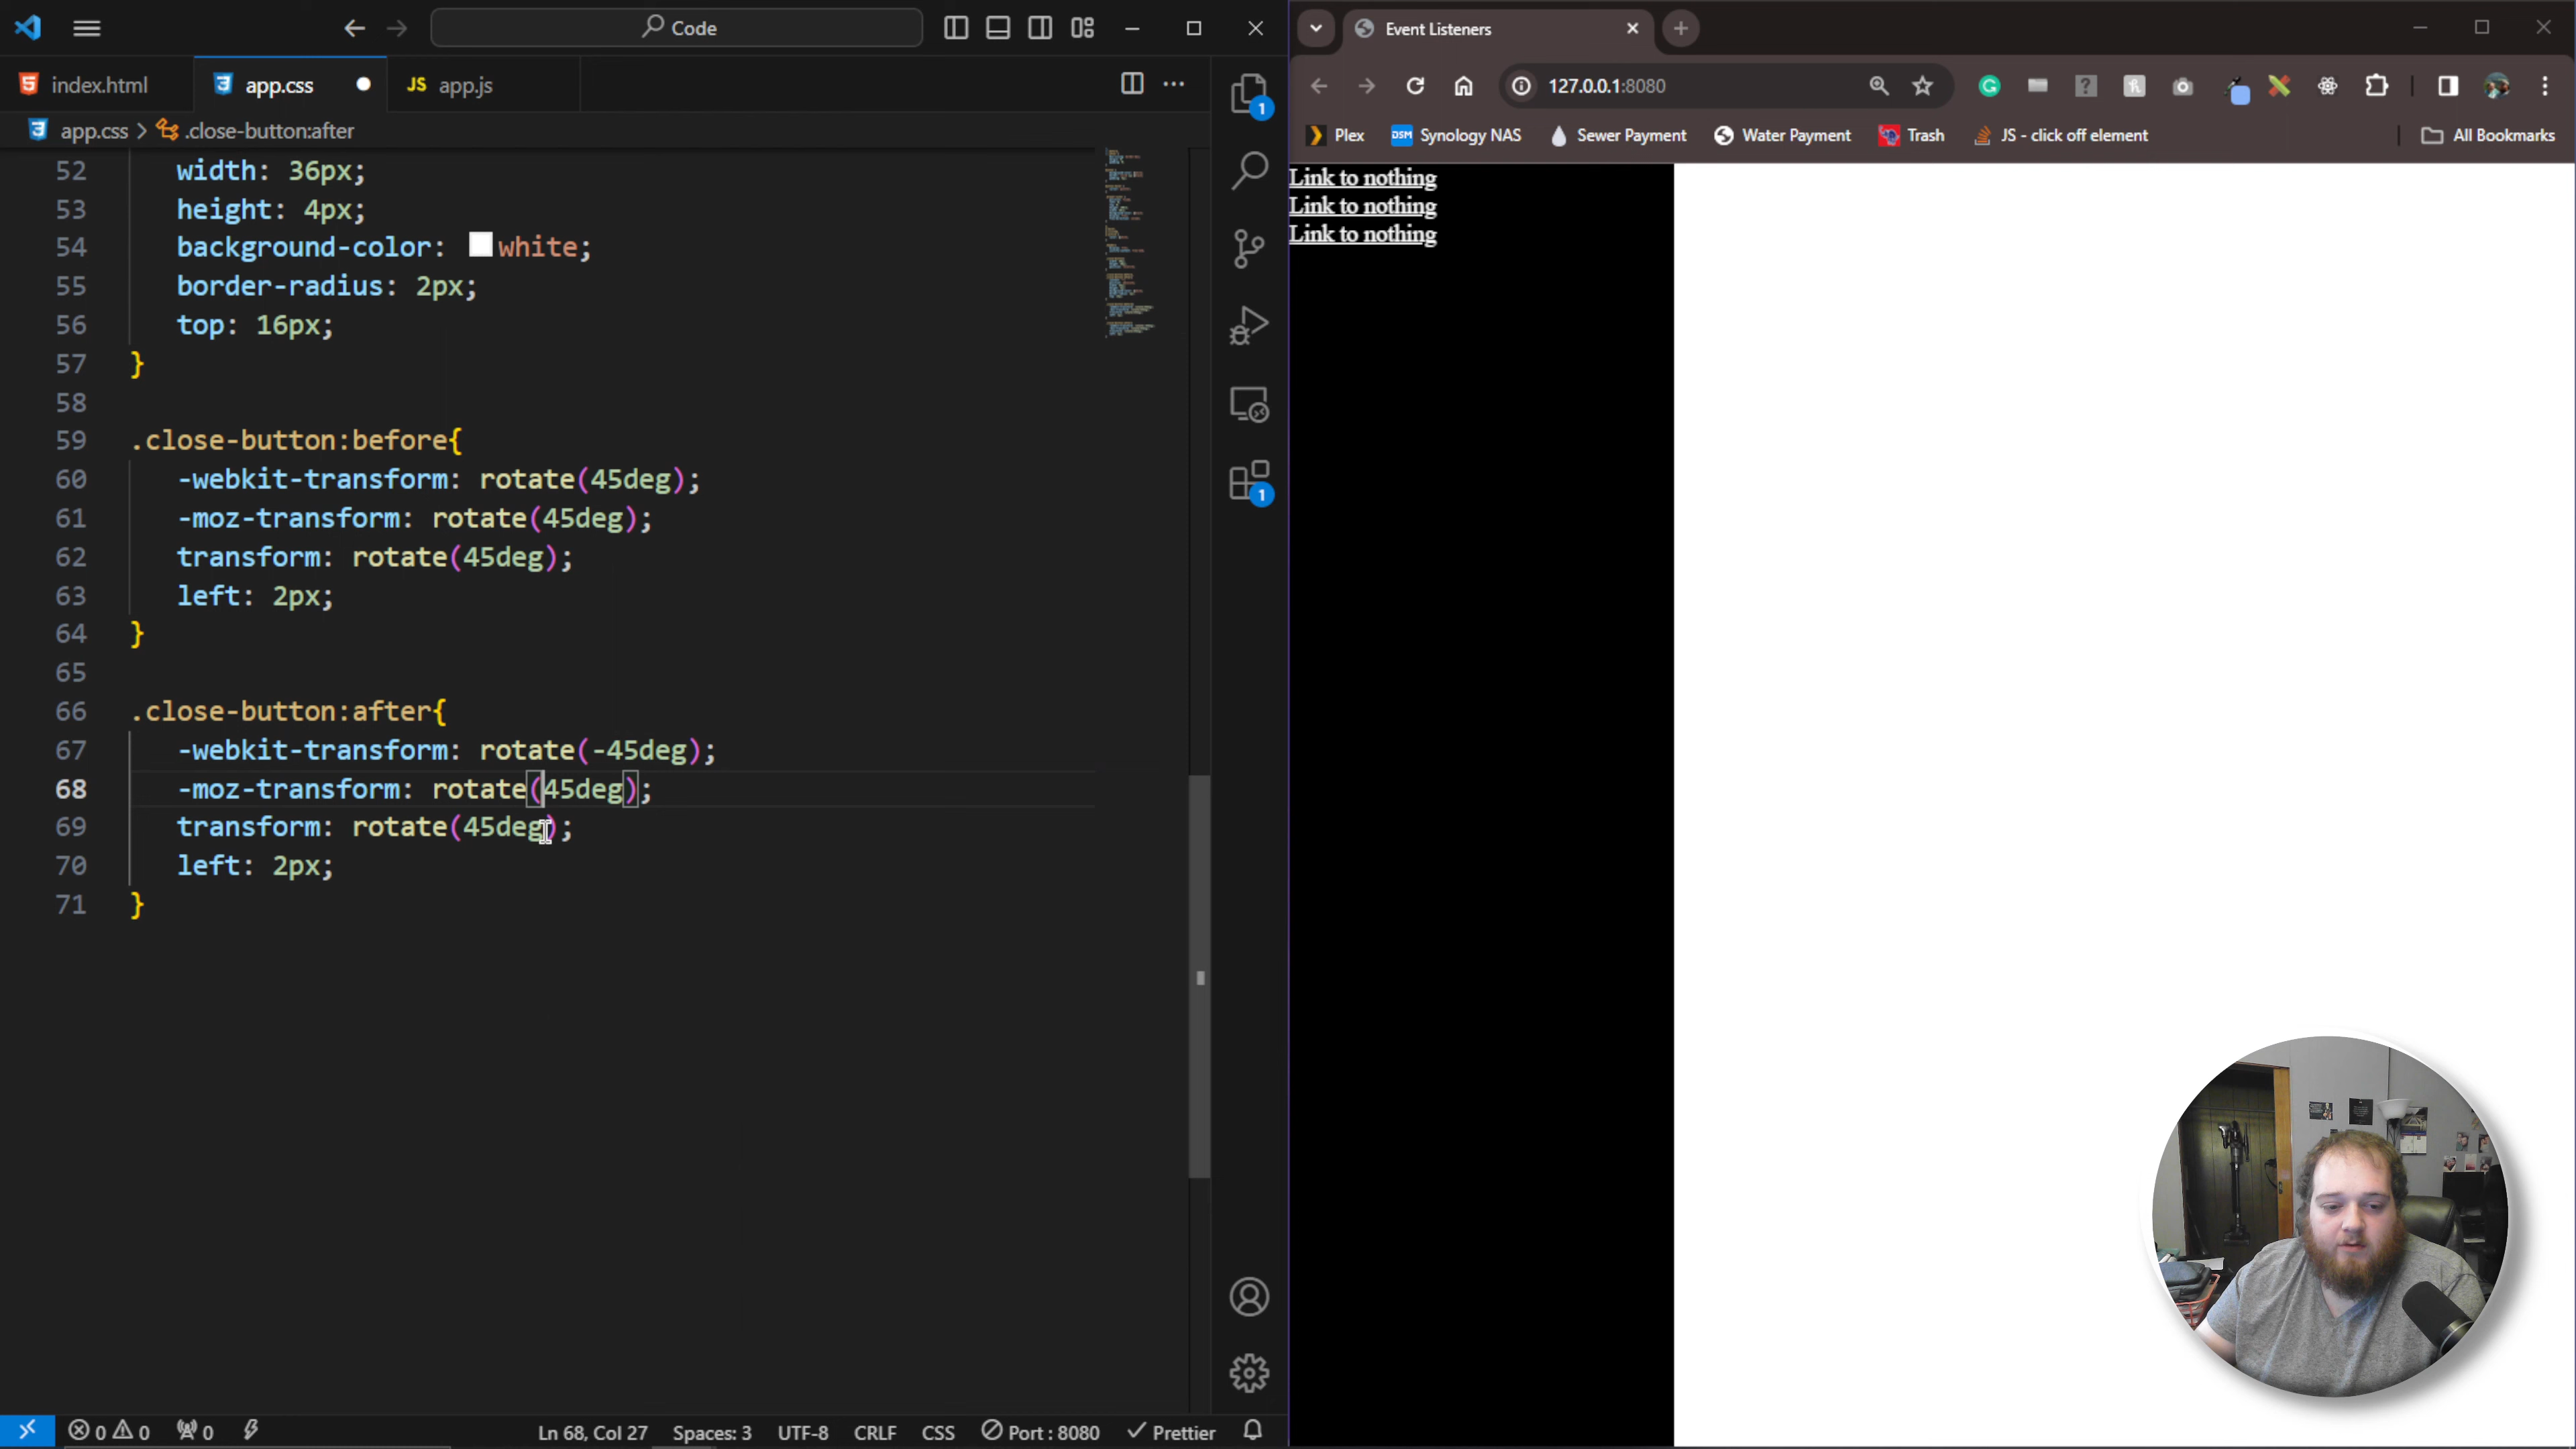 Code
index.html
app.css
JS app.js
app.css > .close-button:after
52 width: 36px;
53 height: 4px;
54 background-color: white;
55 border-radius: 2px;
56 top: 16px;
57 }
58
59 .close-button:before{
60 -webkit-transform: rotate(45deg);
61 -moz-transform: rotate(45deg);
62 transform: rotate(45deg);
63 left: 2px;
64 }
65
66 .close-button:after{
67 -webkit-transform: rotate(-45deg);
68 -moz-transform: rotate(45deg);
69 transform: rotate(45deg);
70 left: 2px;
71 }
1
1
0 0 0 Ln 68, Col 27 Spaces: 3 UTF-8 CRLF CSS Port : 8080 Prettier
Event Listeners
127.0.0.1:8080
Plex DSM Synology NAS Sewer Payment Water Payment Trash JS - click off element All Bookmarks
Link to nothing
Link to nothing
Link to nothing